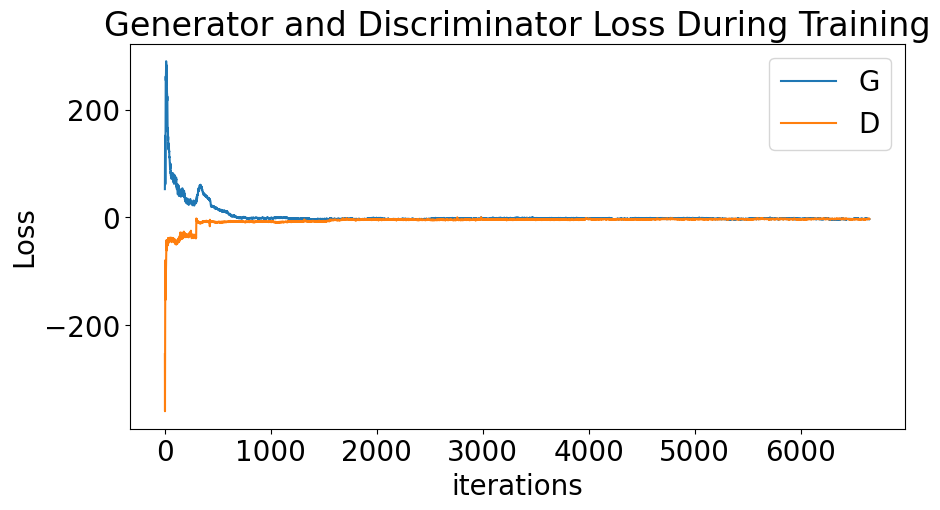 Generator and Discriminator Loss During Training
G
D
200
0
−200
Loss
0 1000 2000 3000 4000 5000 6000
iterations